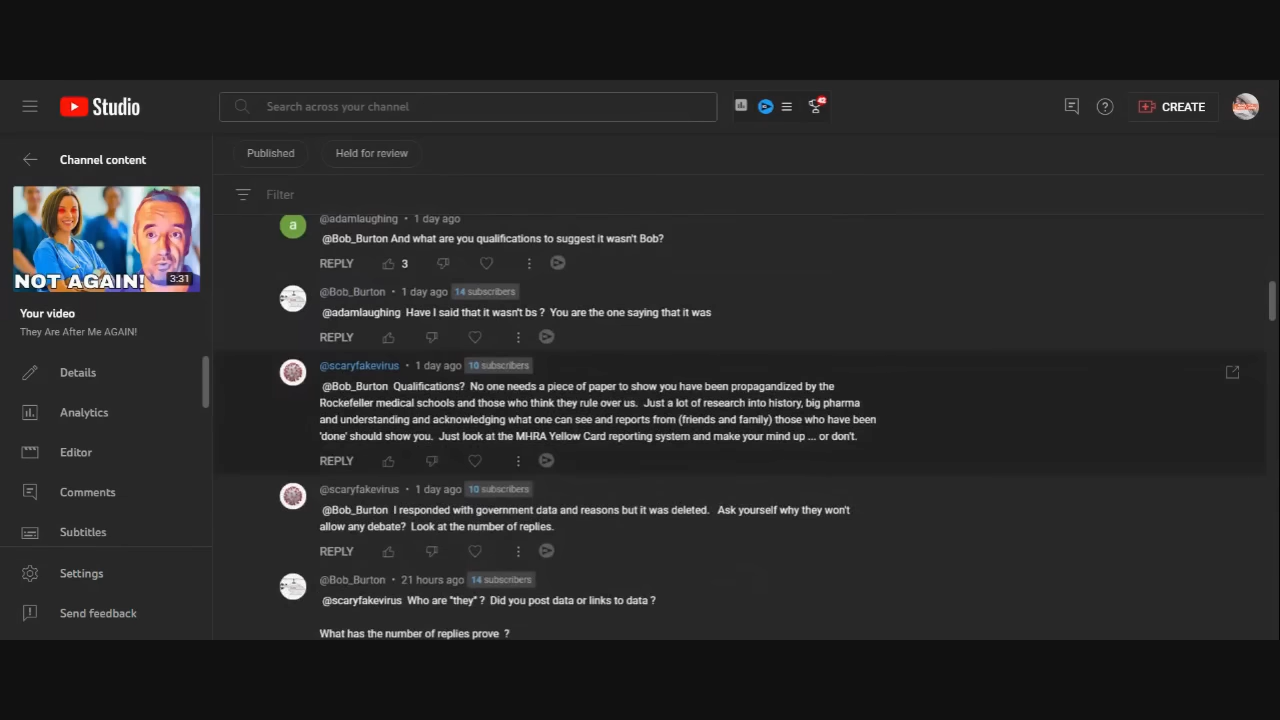 Studio
Search across your channel
42
CREATE
Channel content
Published
Held for review
Filter
NOT AGAIN!
3:31
Your video
They Are After Me AGAIN!
Details
Analytics
Editor
Comments
Subtitles
Settings
Send feedback
a
@adamlaughing • 1 day ago
@Bob_Burton And what are you qualifications to suggest it wasn't Bob?
REPLY 3
@Bob_Burton • 1 day ago 14 subscribers
@adamlaughing Have I said that it wasn't bs ? You are the one saying that it was
REPLY
@scaryfakevirus • 1 day ago 10 subscribers
@Bob_Burton Qualifications? No one needs a piece of paper to show you have been propagandized by the
Rockefeller medical schools and those who think they rule over us. Just a lot of research into history, big pharma
and understanding and acknowledging what one can see and reports from (friends and family) those who have been
'done' should show you. Just look at the MHRA Yellow Card reporting system and make your mind up ... or don't.
REPLY
@scaryfakevirus • 1 day ago 10 subscribers
@Bob_Burton I responded with government data and reasons but it was deleted. Ask yourself why they won't
allow any debate? Look at the number of replies.
REPLY
@Bob_Burton • 21 hours ago 14 subscribers
@scaryfakevirus Who are "they" ? Did you post data or links to data ?
What has the number of replies prove ?